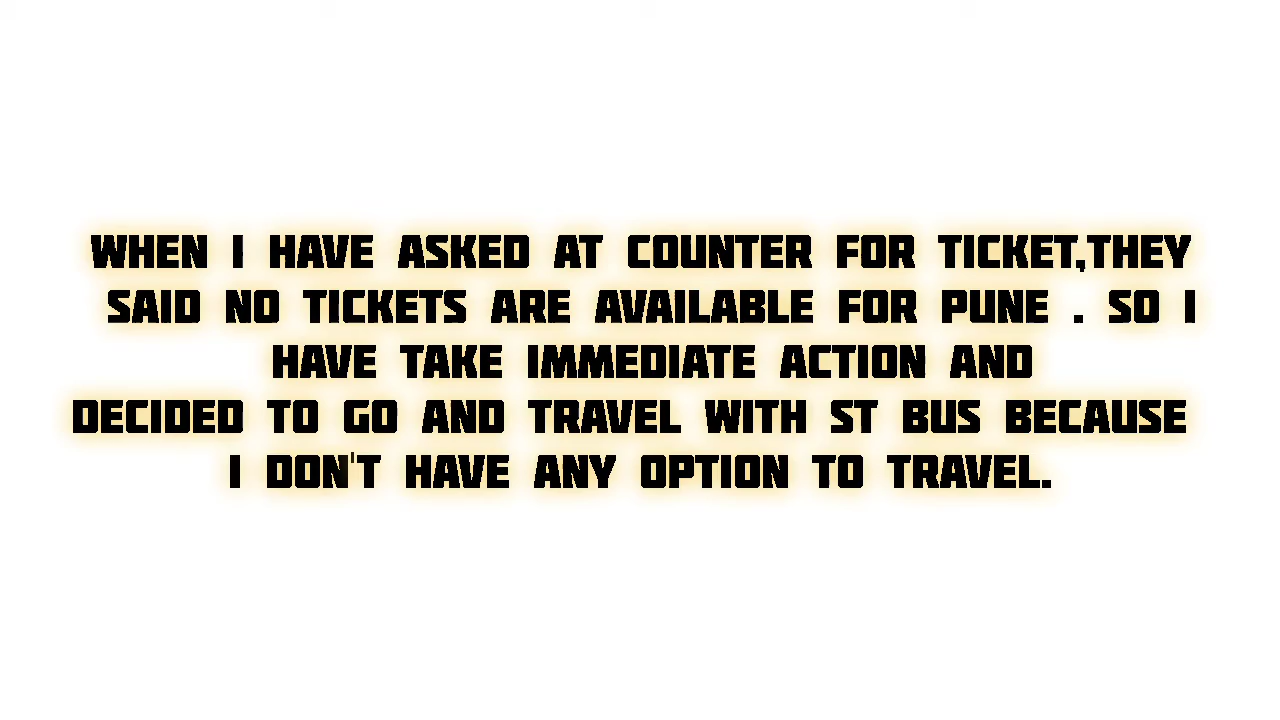 WHEN I HAVE ASKED AT COUNTER FOR TICKET,THEY
SAID NO TICKETS ARE AVAILABLE FOR PUNE . SO I
HAVE TAKE IMMEDIATE ACTION AND
DECIDED TO GO AND TRAVEL WITH ST BUS BECAUSE
I DON'T HAVE ANY OPTION TO TRAVEL.